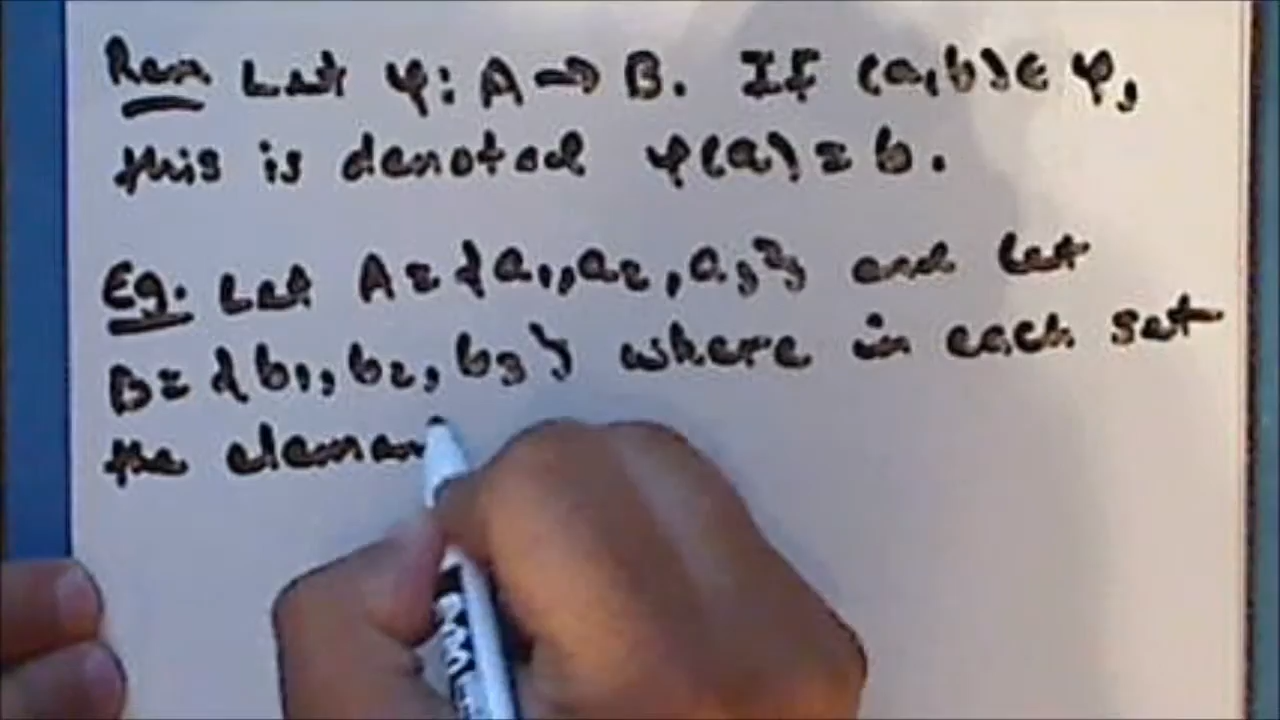 Rem Let φ: A → B. If (a,b) ∈ φ,
this is denoted φ(a) = b.
Eg. Let A = {a₁, a₂, a₃} and let
B = {b₁, b₂, b₃} where in each set
the elemen